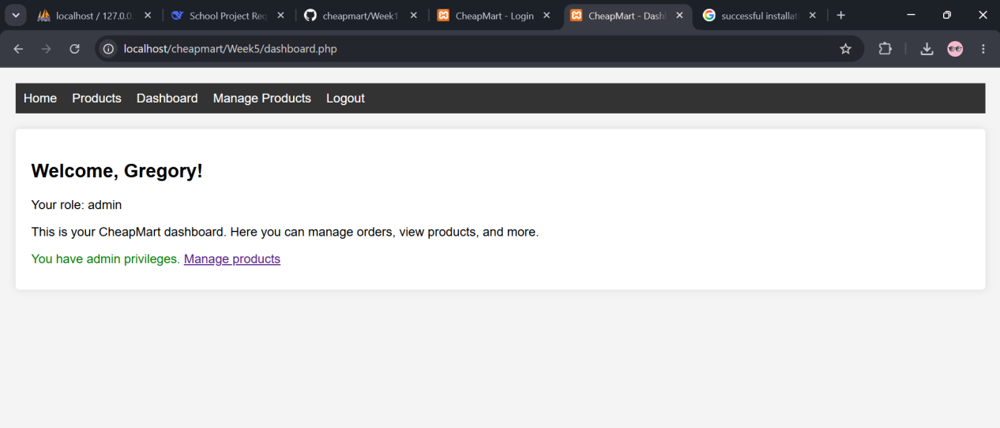 localhost / 127.0.0.
School Project Req
cheapmart/Week1
CheapMart - Login
CheapMart - Dash
successful installat
localhost/cheapmart/Week5/dashboard.php
Home Products Dashboard Manage Products Logout
Welcome, Gregory!
Your role: admin
This is your CheapMart dashboard. Here you can manage orders, view products, and more.
You have admin privileges. Manage products